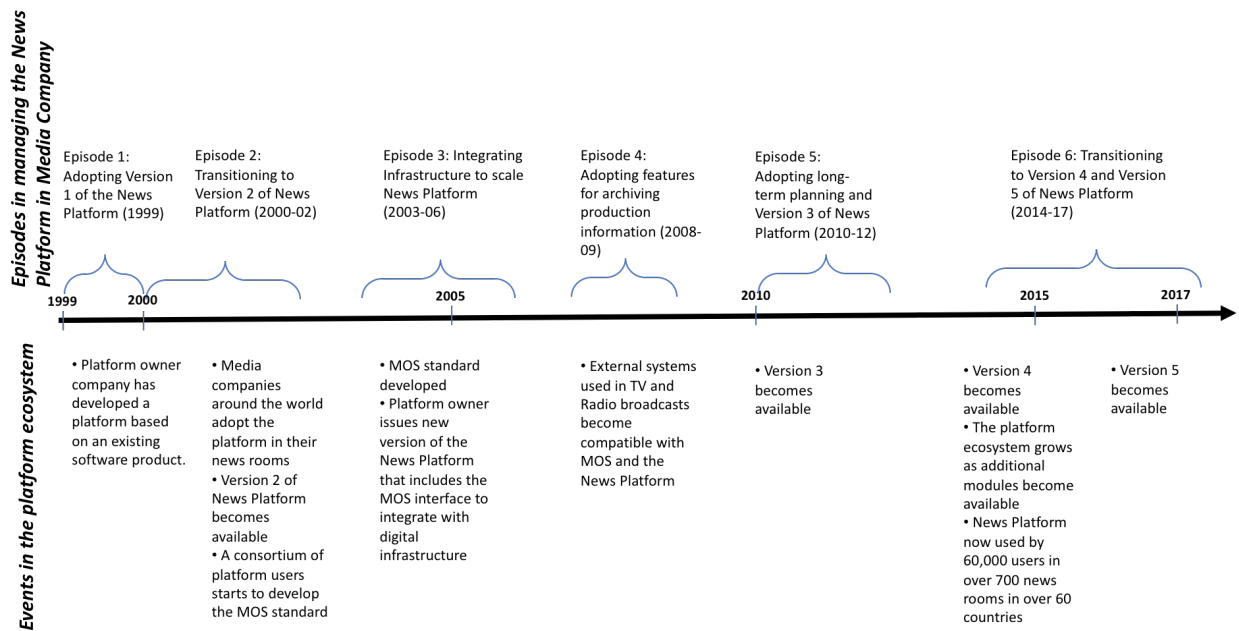 Episodes in managing the News
Platform in Media Company
Episode 1:
Adopting Version
1 of the News
Platform (1999)
Episode 2:
Transitioning to
Version 2 of News
Platform (2000-02)
Episode 3: Integrating
Infrastructure to scale
News Platform
(2003-06)
Episode 4:
Adopting features
for archiving
production
information (2008-
09)
Episode 5:
Adopting long-
term planning and
Version 3 of News
Platform (2010-12)
Episode 6: Transitioning
to Version 4 and Version
5 of News Platform
(2014-17)
1999
2000
2005
2010
2015
2017
Events in the platform ecosystem
• Platform owner
company has
developed a
platform based
on an existing
software product.
• Media
companies
around the world
adopt the
platform in their
news rooms
• Version 2 of
News Platform
becomes
available
• A consortium of
platform users
starts to develop
the MOS standard
• MOS standard
developed
• Platform owner
issues new
version of the
News Platform
that includes the
MOS interface to
integrate with
digital
infrastructure
• External systems
used in TV and
Radio broadcasts
become
compatible with
MOS and the
News Platform
• Version 3
becomes
available
• Version 4
becomes
available
• The platform
ecosystem grows
as additional
modules become
available
• News Platform
now used by
60,000 users in
over 700 news
rooms in over 60
countries
• Version 5
becomes
available